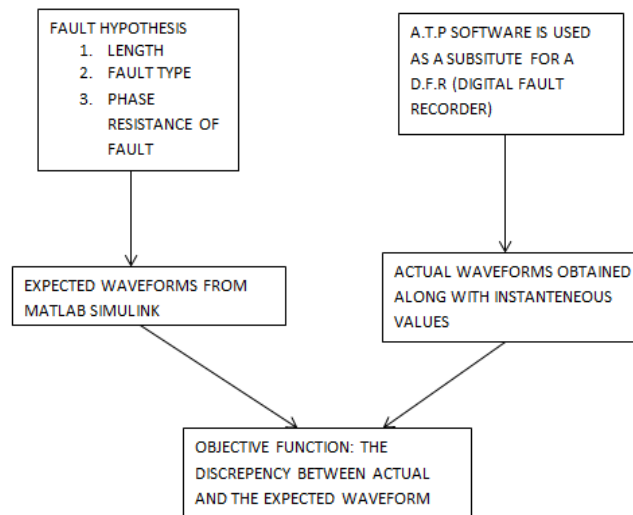 FAULT HYPOTHESIS
1. LENGTH
2. FAULT TYPE
3. PHASE
RESISTANCE OF
FAULT
A.T.P SOFTWARE IS USED
AS A SUBSITUTE FOR A
D.F.R (DIGITAL FAULT
RECORDER)
EXPECTED WAVEFORMS FROM
MATLAB SIMULINK
ACTUAL WAVEFORMS OBTAINED
ALONG WITH INSTANTENEOUS
VALUES
OBJECTIVE FUNCTION: THE
DISCREPENCY BETWEEN ACTUAL
AND THE EXPECTED WAVEFORM